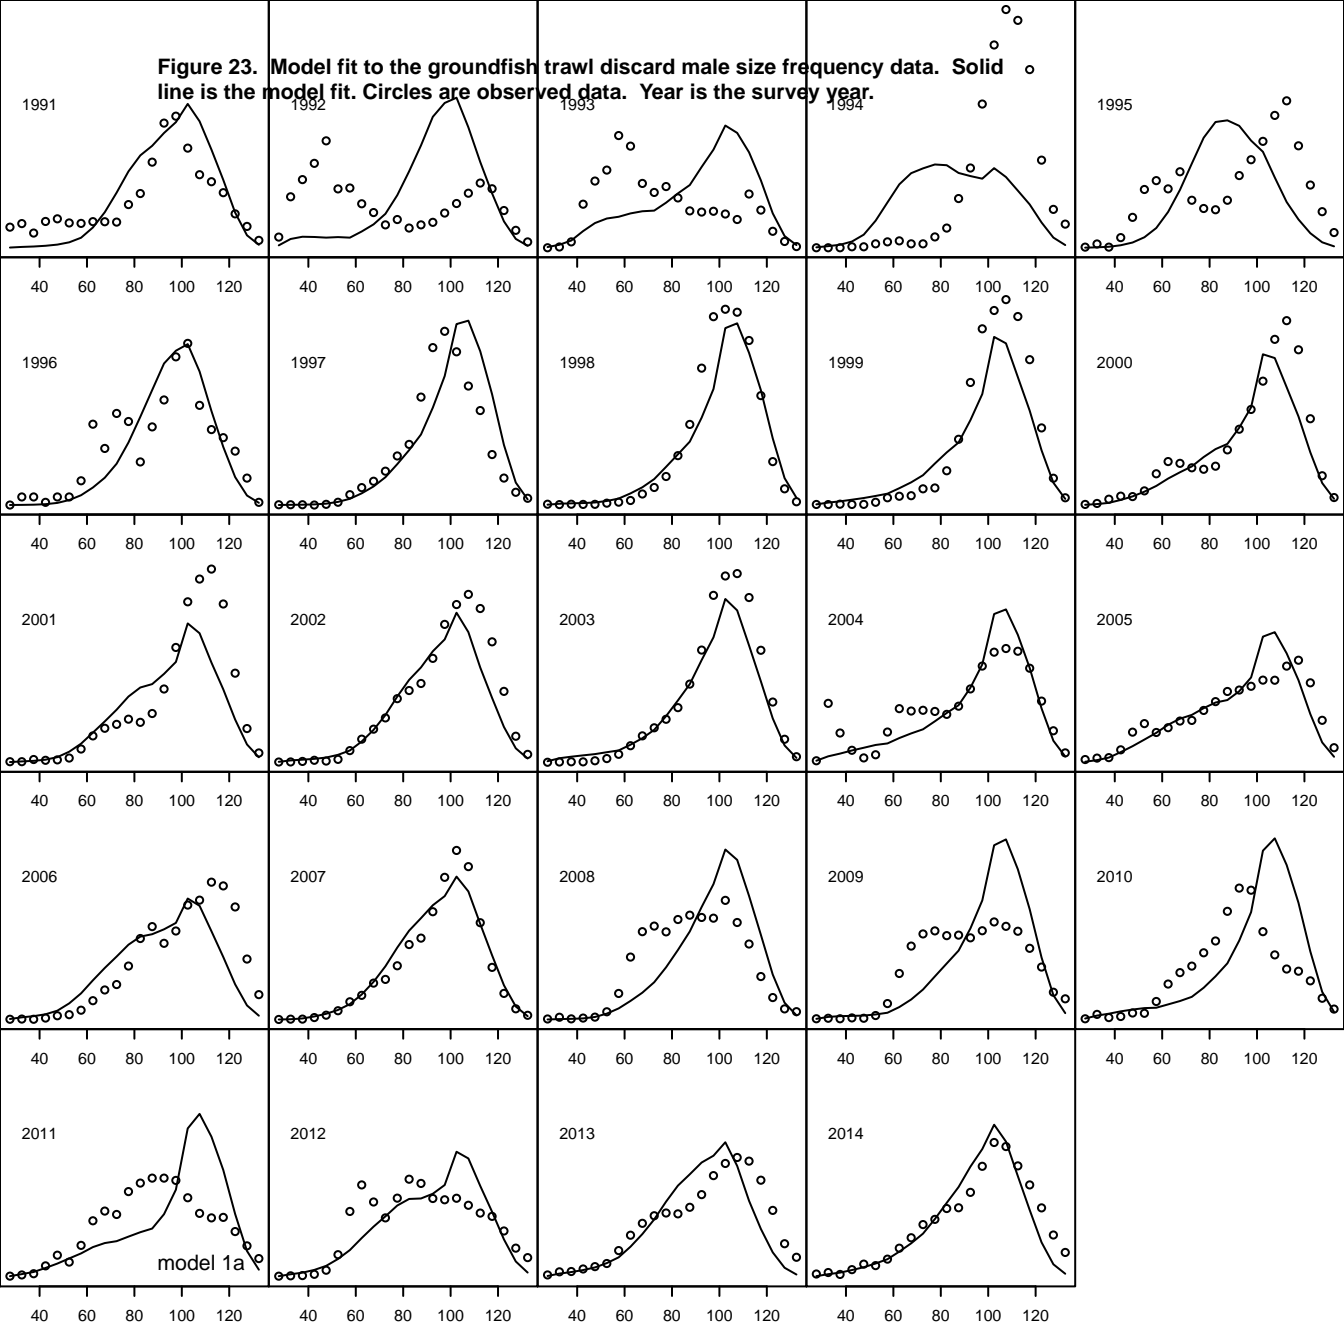 Figure 23.  Model fit to the groundfish trawl discard male size frequency data.  Solid
line is the model fit. Circles are observed data.  Year is the survey year.
1991 1992 1993 1994 1995
40 60 80 100 120 40 60 80 100 120 40 60 80 100 120 40 60 80 100 120 40 60 80 100 120
1996 1997 1998 1999 2000
40 60 80 100 120 40 60 80 100 120 40 60 80 100 120 40 60 80 100 120 40 60 80 100 120
2001 2002 2003 2004 2005
40 60 80 100 120 40 60 80 100 120 40 60 80 100 120 40 60 80 100 120 40 60 80 100 120
2006 2007 2008 2009 2010
40 60 80 100 120 40 60 80 100 120 40 60 80 100 120 40 60 80 100 120 40 60 80 100 120
2011 2012 2013 2014
model 1a
40 60 80 100 120 40 60 80 100 120 40 60 80 100 120 40 60 80 100 120 40 60 80 100 120